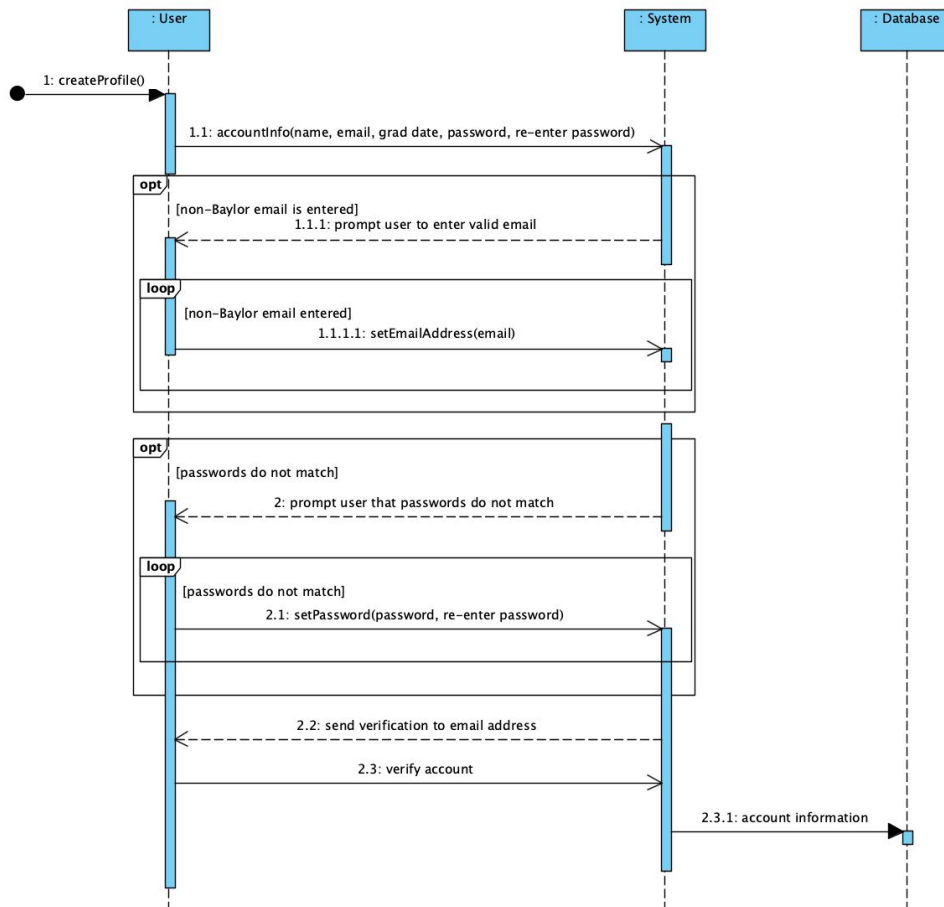 : User
: System
: Database
1: createProfile()
1.1: accountInfo(name, email, grad date, password, re-enter password)
opt
[non-Baylor email is entered]
1.1.1: prompt user to enter valid email
loop
[non-Baylor email entered]
1.1.1.1: setEmailAddress(email)
opt
[passwords do not match]
2: prompt user that passwords do not match
loop
[passwords do not match]
2.1: setPassword(password, re-enter password)
2.2: send verification to email address
2.3: verify account
2.3.1: account information